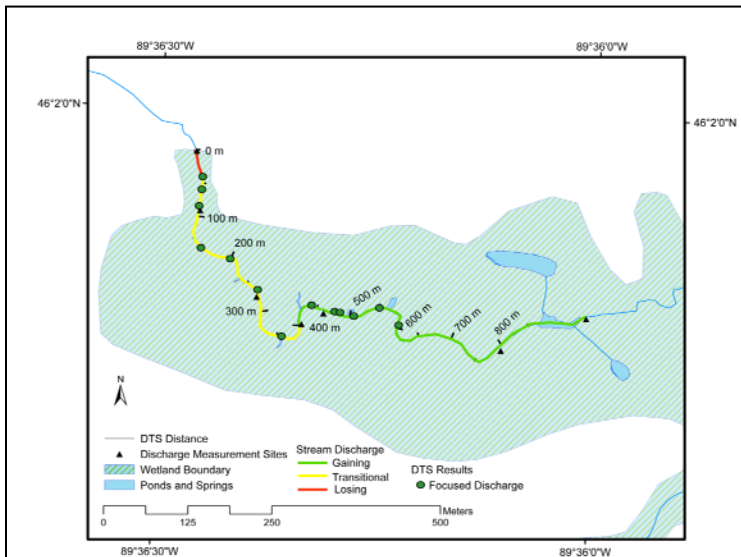 89°36'30"W
89°36'0"W
46°2'0"N
46°2'0"N
0 m
100 m
200 m
300 m
400 m
500 m
600 m
700 m
800 m
N
DTS Distance
Discharge Measurement Sites
Wetland Boundary
Ponds and Springs
Stream Discharge
Gaining
Transitional
Losing
DTS Results
Focused Discharge
Meters
0 125 250 500
89°36'30"W
89°36'0"W